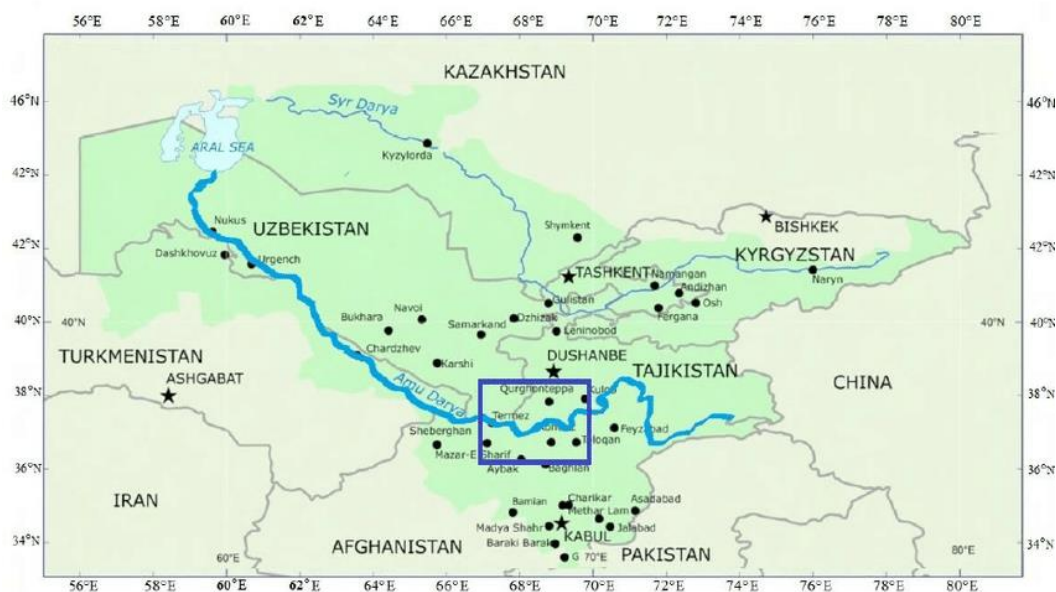 56°E 58°E 60°E 62°E 64°E 66°E 68°E 70°E 72°E 74°E 76°E 78°E 80°E
KAZAKHSTAN
46°N
46°N
Syr Darya
ARAL SEA
Kyzylorda
42°N
42°N
Nukus
UZBEKISTAN
Shymkent
BISHKEK
42°N
42°N
Dashkhovuz
Urgench
KYRGYZSTAN
TASHKENT
Namangan
Naryn
Andizhan
Gulistan
Osh
Navoi
Bukhara
Dzhizak
Fergana
40°N
40°N
Samarkand
Leninobod
40°N
40°N
TURKMENISTAN
Chardzhev
DUSHANBE
Karshi
TAJIKISTAN
ASHGABAT
CHINA
38°N
38°N
Amu Darya
Qurghonteppa
Termez
Sheberghan
Feyzabad
Toloqan
Mazar-E Sharif
36°N
36°N
Aybak
Baghlan
IRAN
Bamian
Charikar
Asadabad
Methar Lam
Madya Shahr
Jalabad
KABUL
34°N
34°N
AFGHANISTAN
Baraki Barak
PAKISTAN
60°E
G
70°E
80°E
56°E 58°E 60°E 62°E 64°E 66°E 68°E 70°E 72°E 74°E 76°E 78°E 80°E